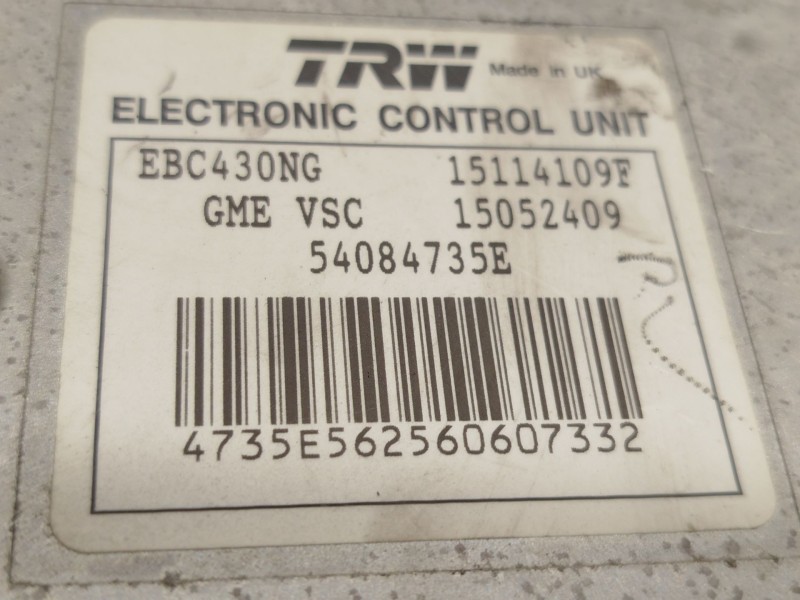 TRW Made in UK
ELECTRONIC CONTROL UNIT
EBC430NG 15114109F
GME VSC 15052409
54084735E
4735E562560607332